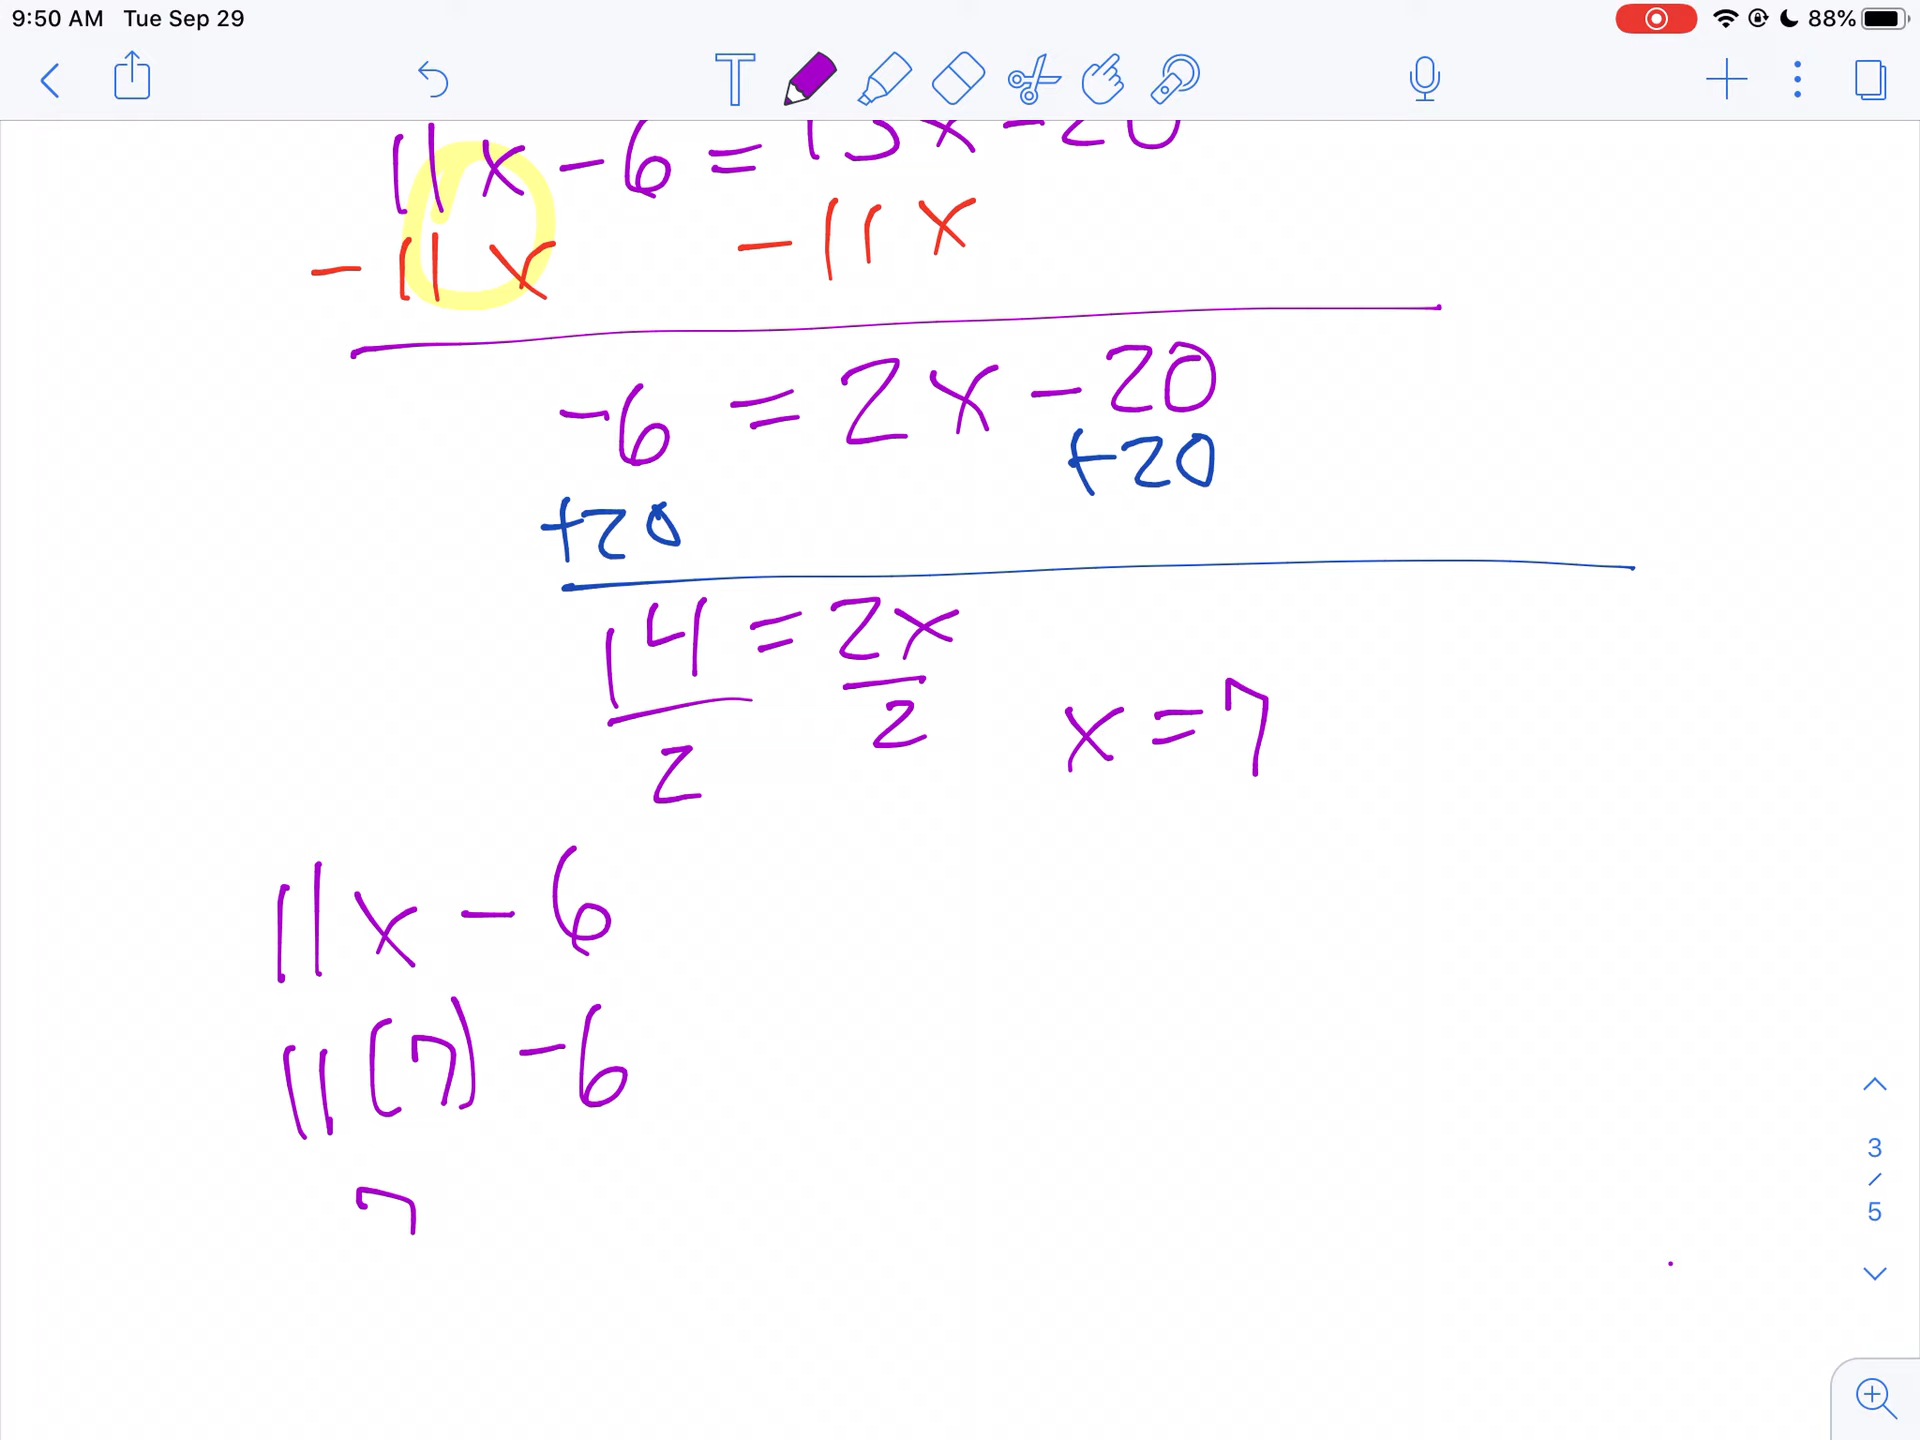 9:50 AM Tue Sep 29 88%
T
11x - 6 = 13x - 20
- 11x - 11x
-6 = 2x - 20
+20
+20
14 = 2x
2 2
x = 7
11x - 6
11(7) - 6
7
3
/
5